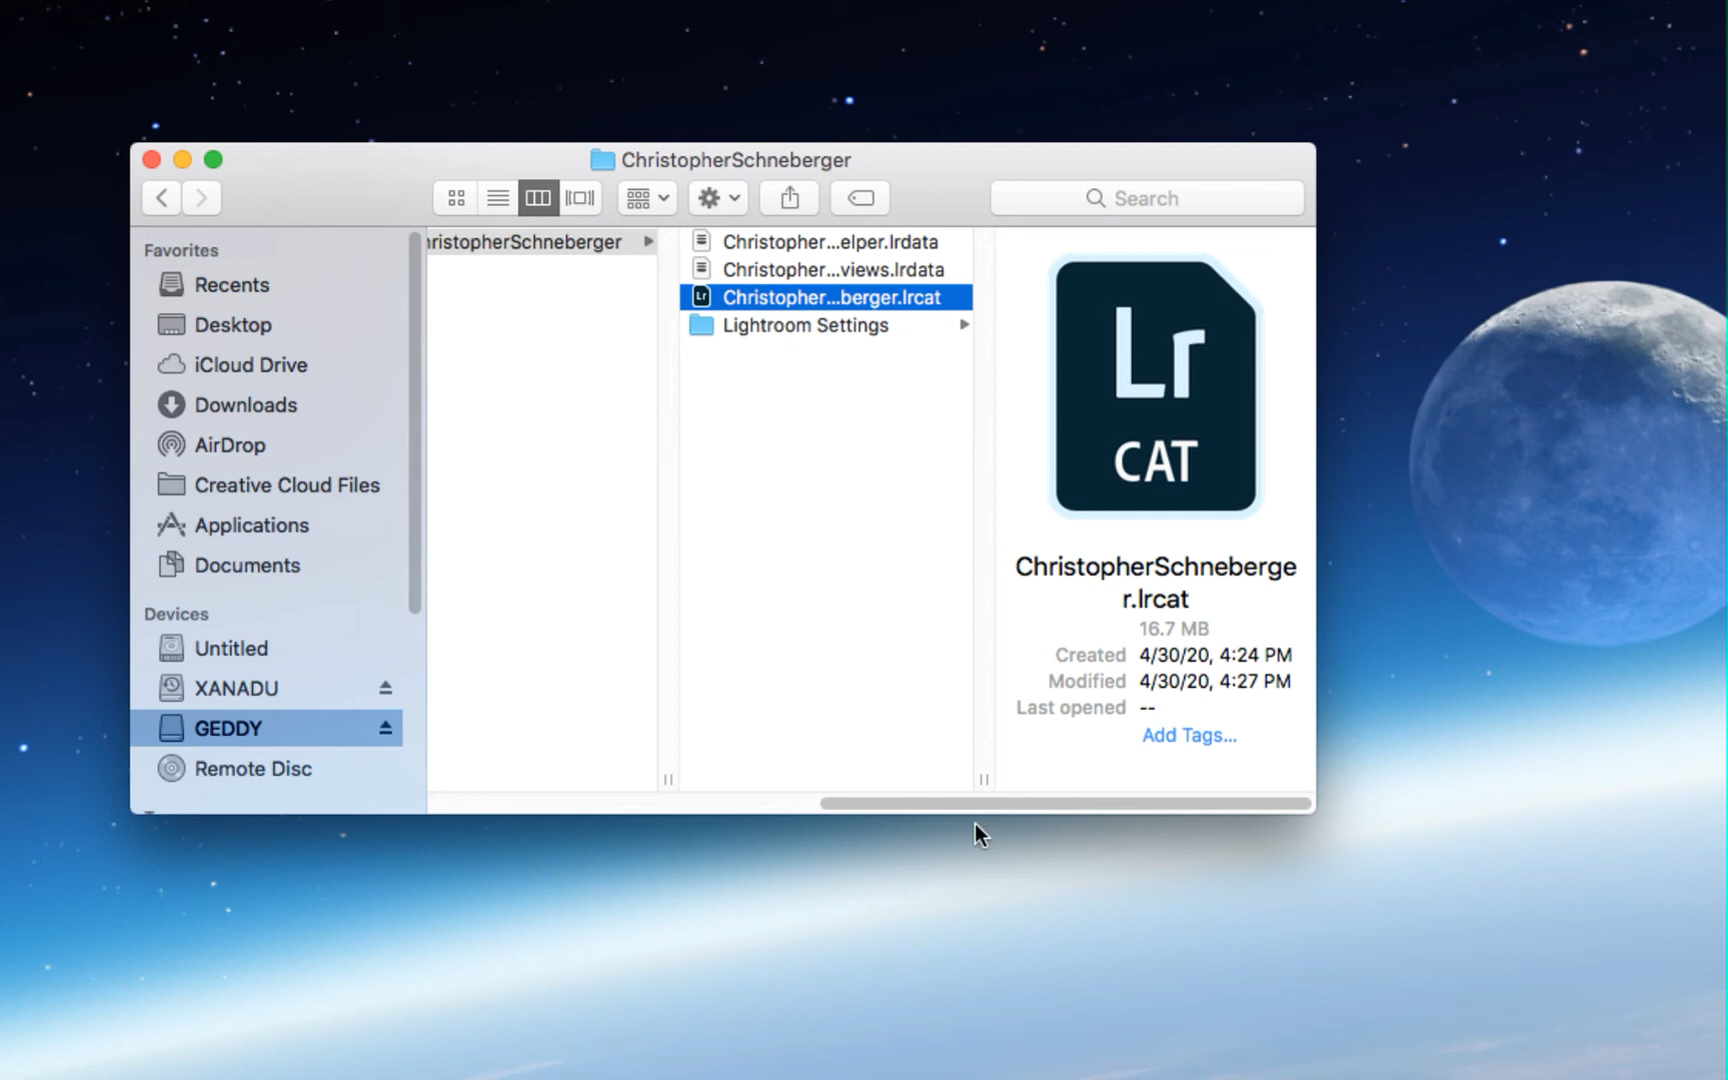 ChristopherSchneberger
Search
Favorites
Recents
Desktop
iCloud Drive
Downloads
AirDrop
Creative Cloud Files
Applications
Documents
Devices
Untitled
XANADU
GEDDY
Remote Disc
hristopherSchneberger
Christopher...elper.lrdata
Christopher...views.lrdata
Christopher...berger.lrcat
Lightroom Settings
Lr
CAT
ChristopherSchneberge
r.lrcat
16.7 MB
Created 4/30/20, 4:24 PM
Modified 4/30/20, 4:27 PM
Last opened --
Add Tags...